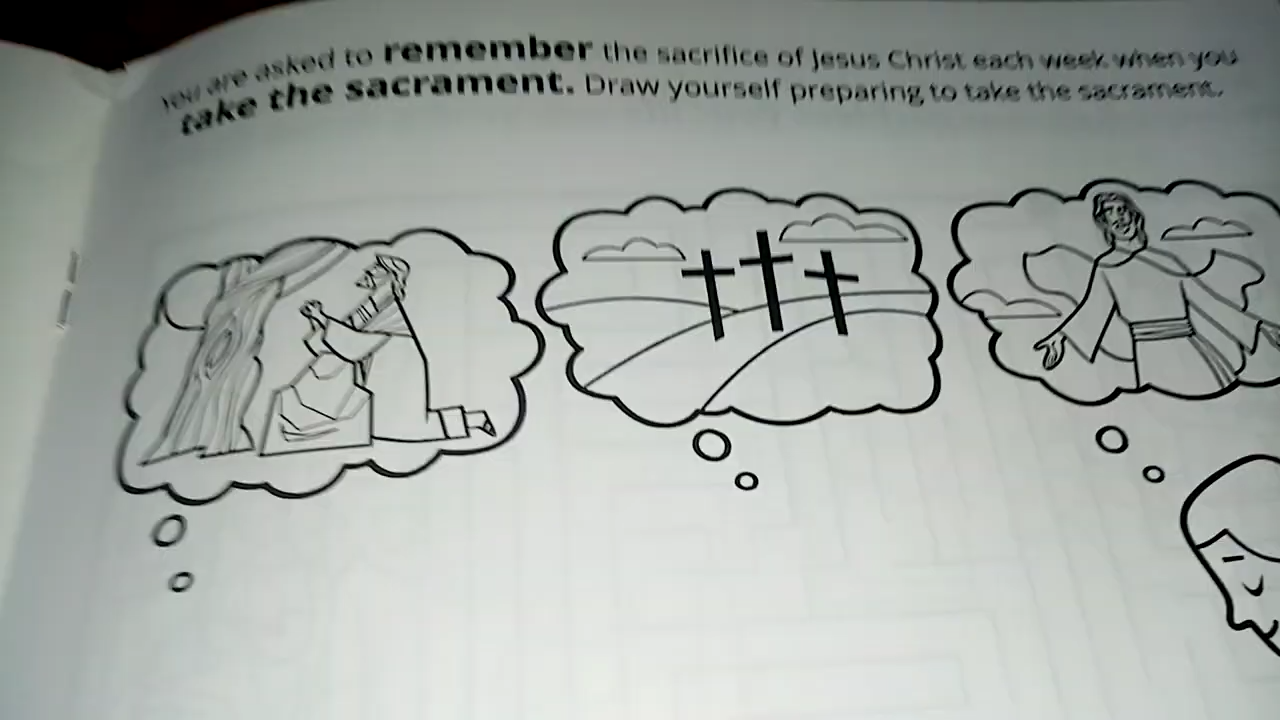 You are asked to remember the sacrifice of Jesus Christ each week when you
take the sacrament. Draw yourself preparing to take the sacrament.